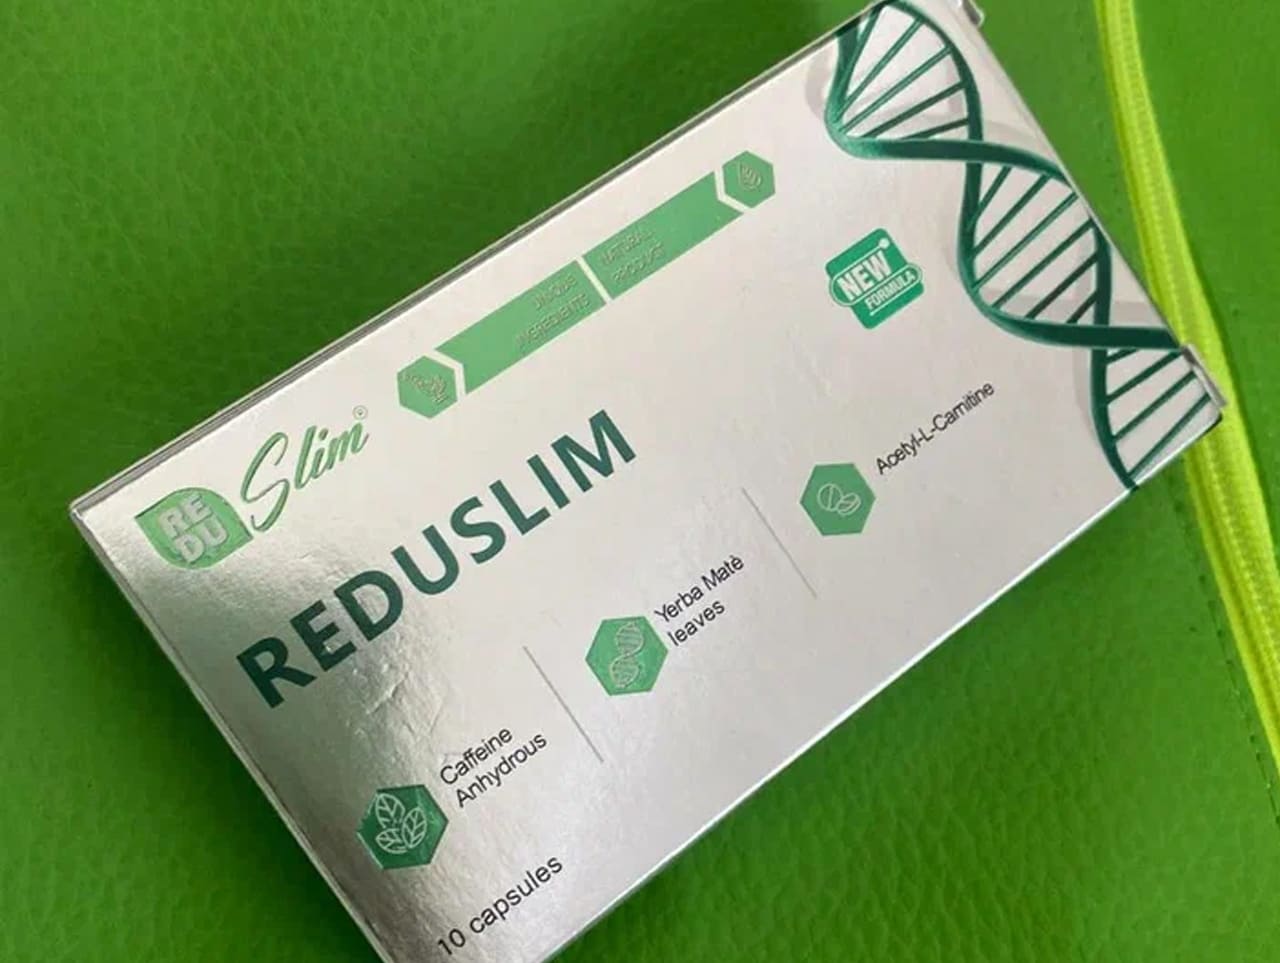 RE
DU
Slim®
UNIQUE
INGREDIENTS
NATURAL
PRODUCT
NEW
FORMULA
REDUSLIM
Caffeine
Anhydrous
Yerba Matè
leaves
Acetyl-L-Carnitine
10 capsules